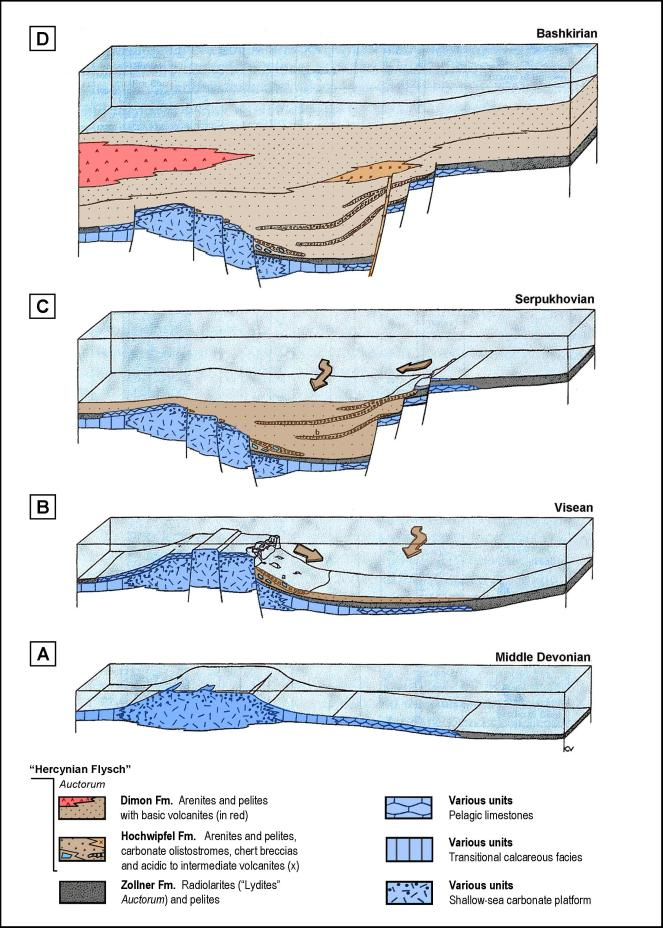 D
Bashkirian
C
Serpukhovian
b
B
Visean
A
Middle Devonian
“Hercynian Flysch”
Auctorum
Dimon Fm. Arenites and pelites
with basic volcanites (in red)
Hochwipfel Fm. Arenites and pelites,
carbonate olistostromes, chert breccias
and acidic to intermediate volcanites (x)
Zollner Fm. Radiolarites (“Lydites”
Auctorum) and pelites
Various units
Pelagic limestones
Various units
Transitional calcareous facies
Various units
Shallow-sea carbonate platform